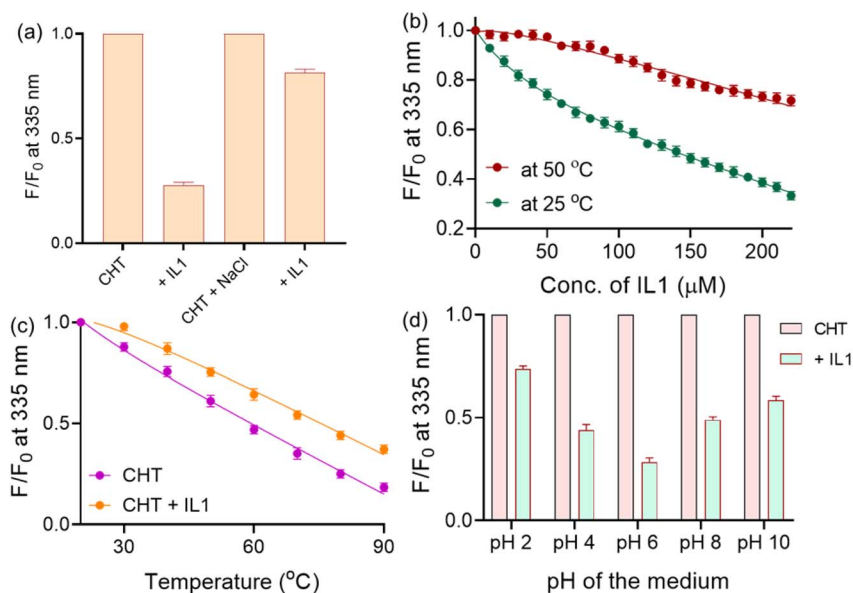 (a)
F/F0 at 335 nm
1.0
0.5
0.0
CHT
+ IL1
CHT + NaCl
+ IL1
(b)
F/F0 at 335 nm
1.0
0.8
0.6
0.4
0.2
at 50 °C
at 25 °C
0
50
100
150
200
Conc. of IL1 (μM)
(c)
F/F0 at 335 nm
1.0
0.5
0.0
CHT
CHT + IL1
30
60
90
Temperature (°C)
(d)
F/F0 at 335 nm
1.0
0.5
0.0
CHT
+ IL1
pH 2
pH 4
pH 6
pH 8
pH 10
pH of the medium